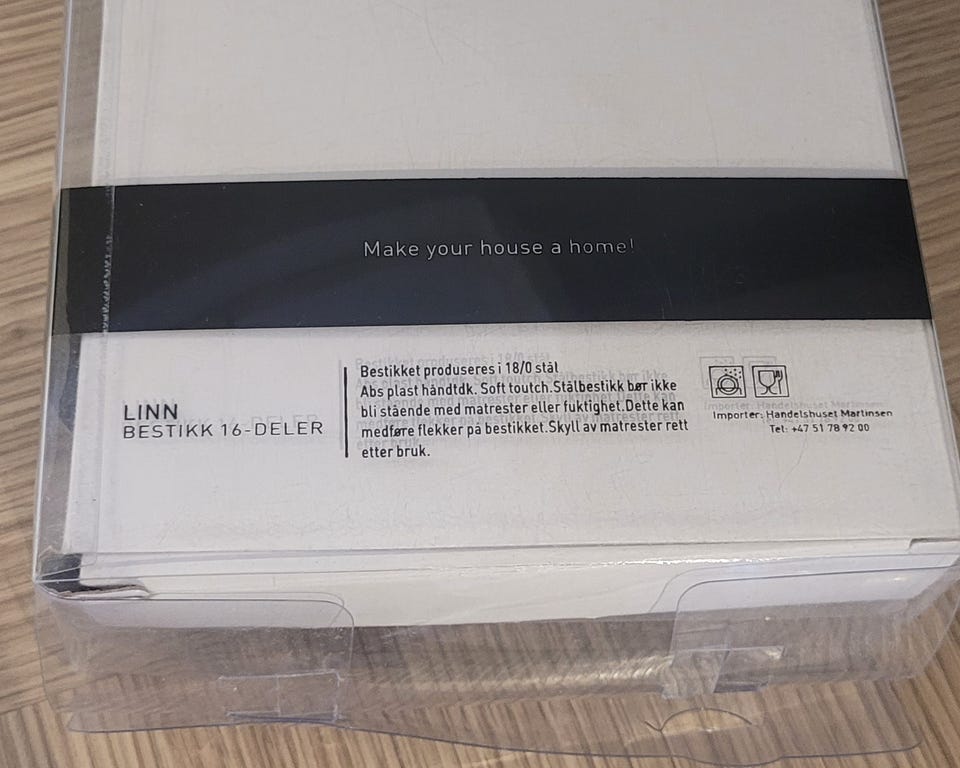 Make your house a home!
LINN
BESTIKK 16-DELER
Bestikket produseres i 18/0 stål
Abs plast håndtdk. Soft toutch.Stålbestikk bør ikke
bli stående med matrester eller fuktighet.Dette kan
medføre flekker på bestikket.Skyll av matrester rett
etter bruk.
Importer: Handelshuset Martinsen
Tel: +47 51 78 92 00